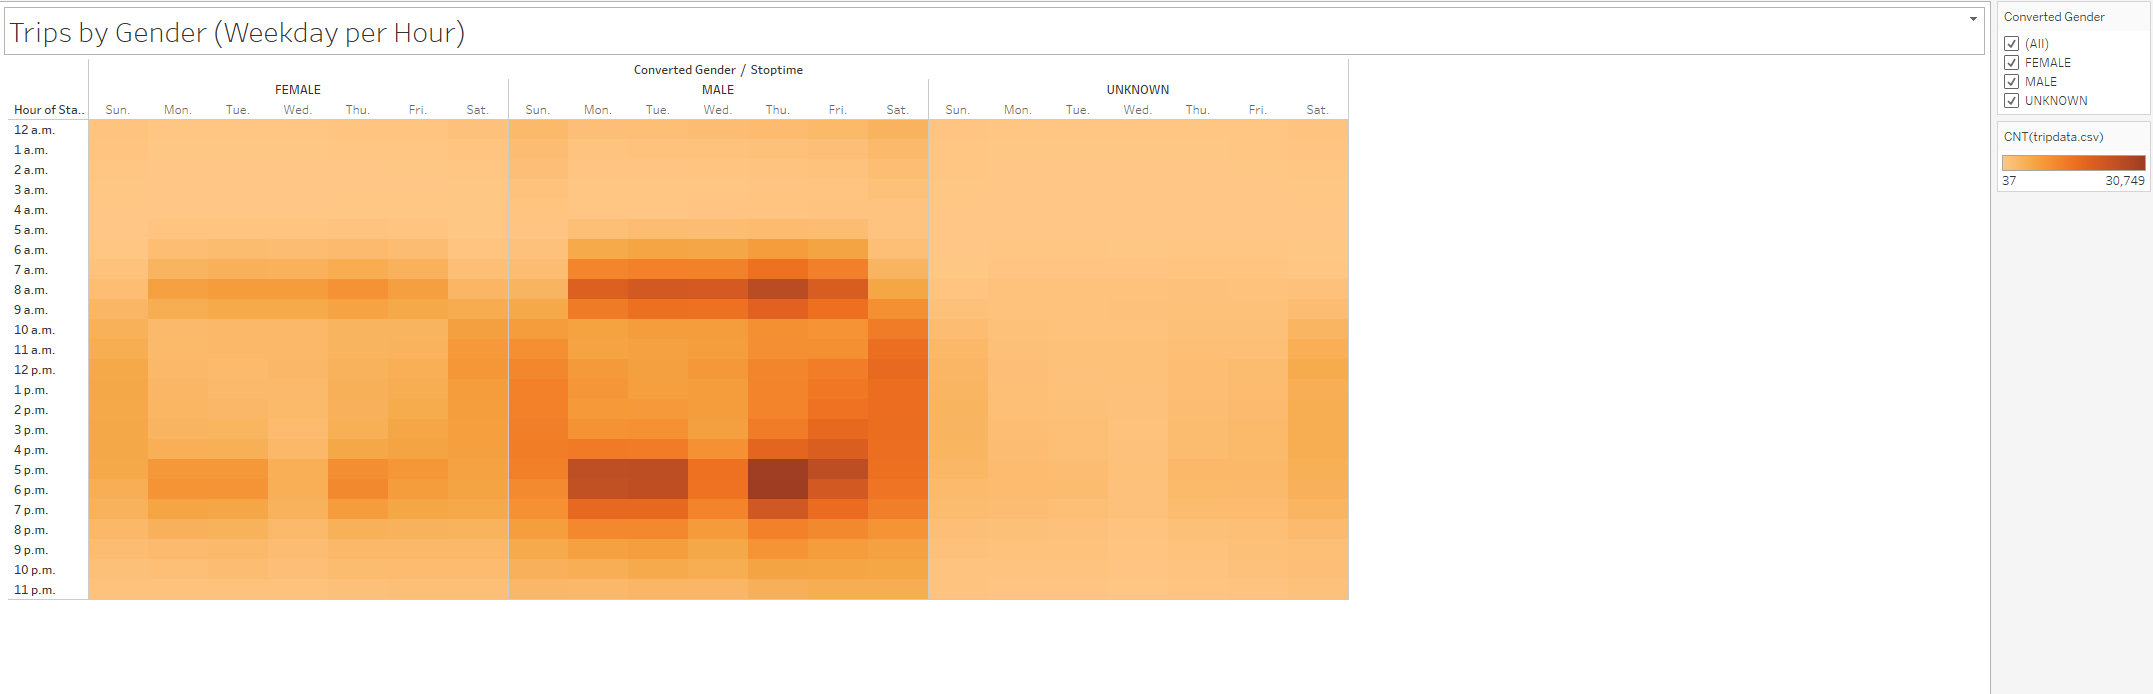 Trips by Gender (Weekday per Hour)
Converted Gender / Stoptime
FEMALE MALE UNKNOWN
Hour of Sta.. Sun. Mon. Tue. Wed. Thu. Fri. Sat. Sun. Mon. Tue. Wed. Thu. Fri. Sat. Sun. Mon. Tue. Wed. Thu. Fri. Sat.
12 a.m.
1 a.m.
2 a.m.
3 a.m.
4 a.m.
5 a.m.
6 a.m.
7 a.m.
8 a.m.
9 a.m.
10 a.m.
11 a.m.
12 p.m.
1 p.m.
2 p.m.
3 p.m.
4 p.m.
5 p.m.
6 p.m.
7 p.m.
8 p.m.
9 p.m.
10 p.m.
11 p.m.
Converted Gender
(All)
FEMALE
MALE
UNKNOWN
CNT(tripdata.csv)
37 30,749